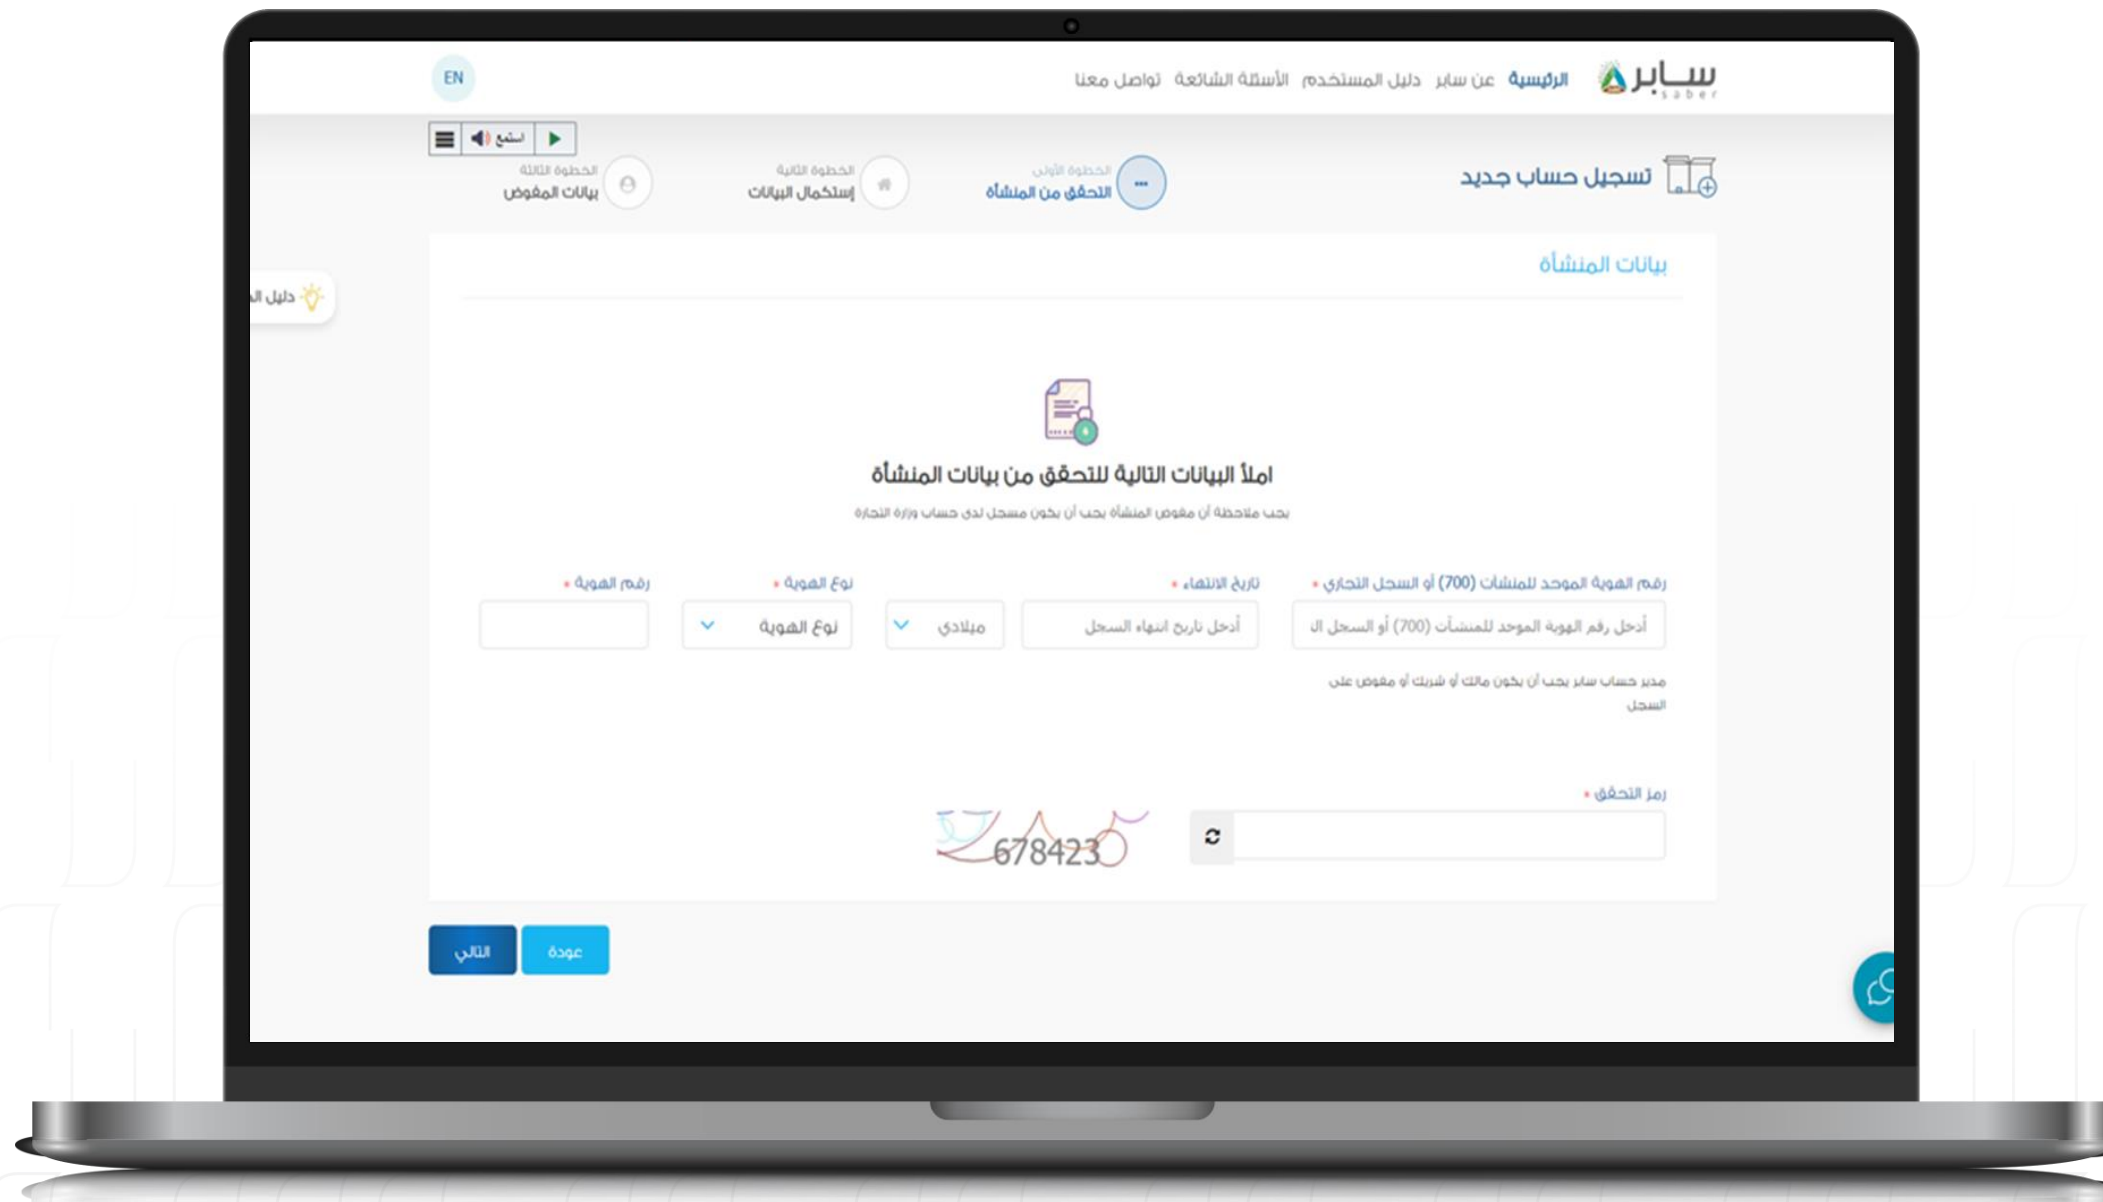 سابر
saber
الرئيسية عن سابر دليل المستخدم الأسئلة الشائعة تواصل معنا
EN
استمع
تسجيل حساب جديد
الخطوة الأولى
التحقق من المنشأة
الخطوة الثانية
إستكمال البيانات
الخطوة الثالثة
بيانات المفوض
بيانات المنشأة
دليل
املأ البيانات التالية للتحقق من بيانات المنشأة
يجب ملاحظة أن مفوض المنشأة يجب أن يكون مسجل لدى حساب وزارة التجارة
رقم الهوية الموحد للمنشآت (700) أو السجل التجاري * تاريخ الانتهاء * نوع الهوية * رقم الهوية *
أدخل رقم الهوية الموحد للمنشآت (700) أو السجل الت أدخل تاريخ انتهاء السجل ميلادي نوع الهوية
مدير حساب سابر يجب أن يكون مالك أو شريك أو مفوض على
السجل
رمز التحقق *
678423
عودة التالي